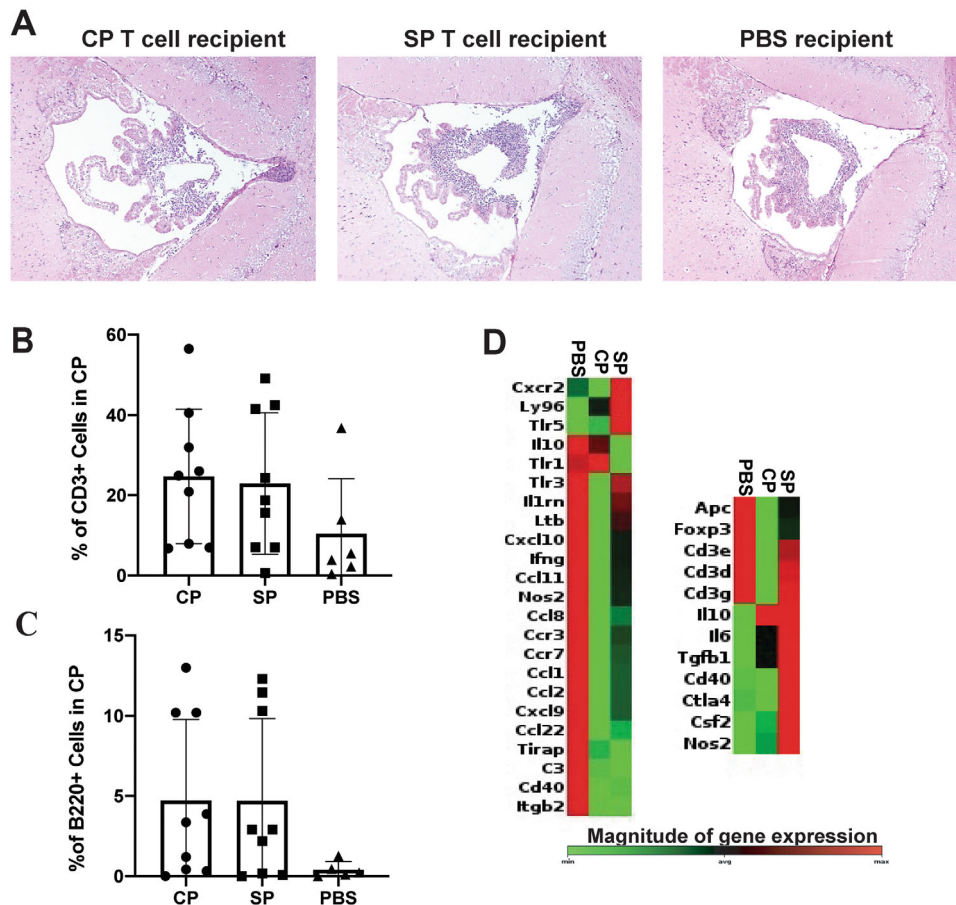 A
CP T cell recipient
SP T cell recipient
PBS recipient
B
% of CD3+ Cells in CP
60
40
20
0
CP
SP
PBS
C
%of B220+ Cells in CP
15
10
5
0
CP
SP
PBS
D
PBS
CP
SP
Cxcr2
Ly96
Tlr5
Il10
Tlr1
Tlr3
Il1rn
Ltb
Cxcl10
Ifng
Ccl11
Nos2
Ccl8
Ccr3
Ccr7
Ccl1
Ccl2
Cxcl9
Ccl22
Tirap
C3
Cd40
Itgb2
PBS
CP
SP
Apc
Foxp3
Cd3e
Cd3d
Cd3g
Il10
Il6
Tgfb1
Cd40
Ctla4
Csf2
Nos2
Magnitude of gene expression
min
avg
max